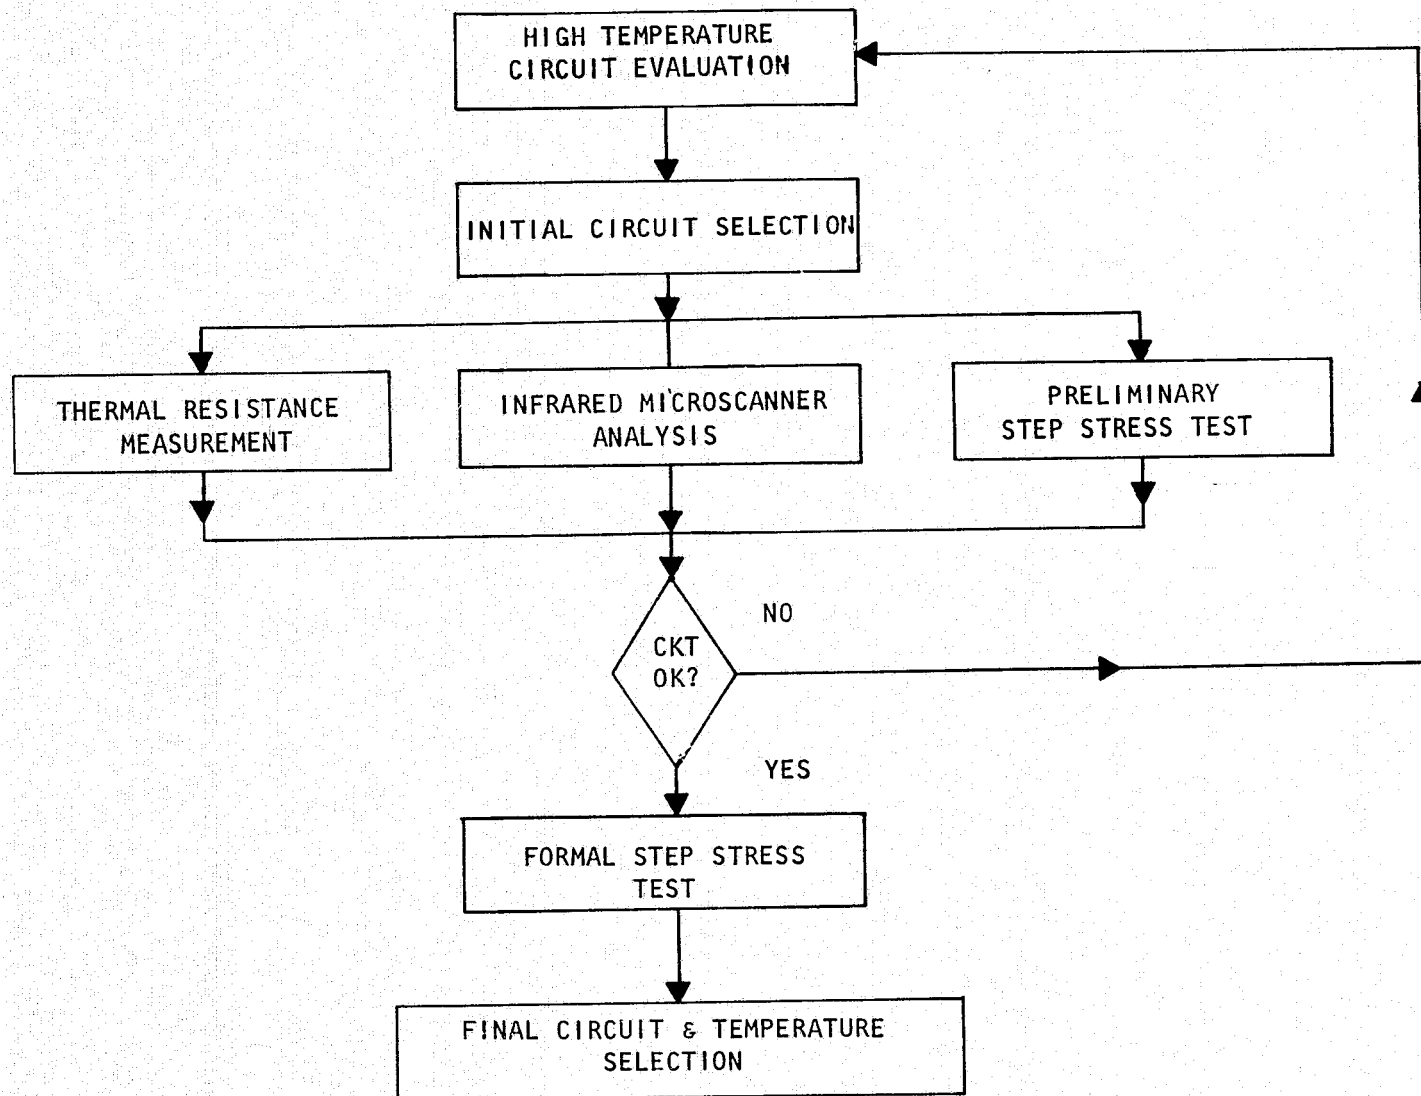 HIGH TEMPERATURE
CIRCUIT EVALUATION
INITIAL CIRCUIT SELECTION
THERMAL RESISTANCE
MEASUREMENT
INFRARED MICROSCANNER
ANALYSIS
PRELIMINARY
STEP STRESS TEST
NO
CKT
OK?
YES
FORMAL STEP STRESS
TEST
FINAL CIRCUIT & TEMPERATURE
SELECTION